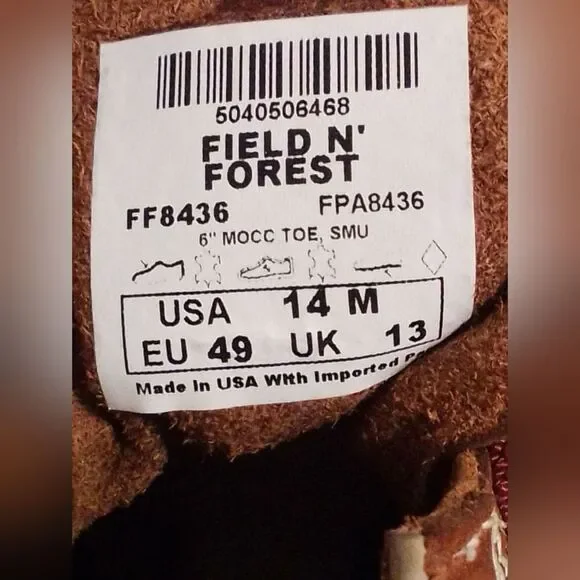 5040506468
FIELD N'
FOREST
FF8436 FPA8436
6" MOCC TOE, SMU
USA 14 M
EU 49 UK 13
Made In USA With Imported